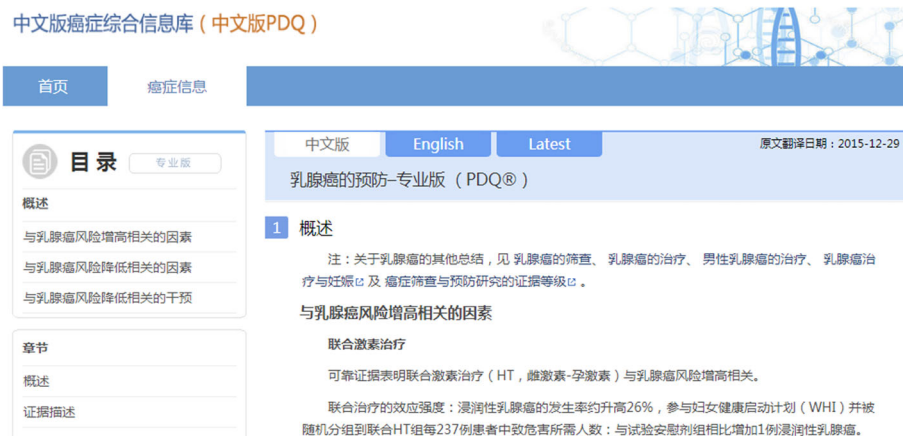 中文版癌症综合信息库（中文版PDQ）
首页
癌症信息
目录 专业版
概述
与乳腺癌风险增高相关的因素
与乳腺癌风险降低相关的因素
与乳腺癌风险降低相关的干预
章节
概述
证据描述
中文版 English Latest 原文翻译日期：2015-12-29
乳腺癌的预防–专业版（PDQ®）
1 概述
注：关于乳腺癌的其他总结，见 乳腺癌的筛查、 乳腺癌的治疗、 男性乳腺癌的治疗、 乳腺癌治
疗与妊娠 及 癌症筛查与预防研究的证据等级 。
与乳腺癌风险增高相关的因素
联合激素治疗
可靠证据表明联合激素治疗（HT，雌激素-孕激素）与乳腺癌风险增高相关。
联合治疗的效应强度：浸润性乳腺癌的发生率约升高26%，参与妇女健康启动计划（WHI）并被
随机分组到联合HT组每237例患者中致危害所需人数：与试验安慰剂组相比增加1例浸润性乳腺癌。